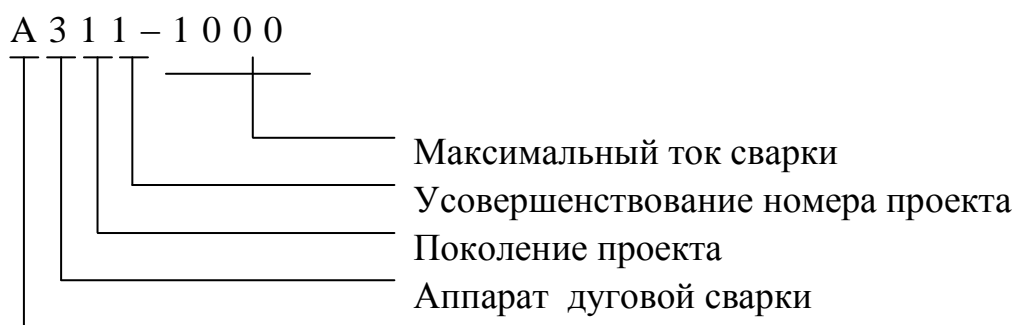 А 3 1 1 – 1 0 0 0
Максимальный ток сварки
Усовершенствование номера проекта
Поколение проекта
Аппарат дуговой сварки